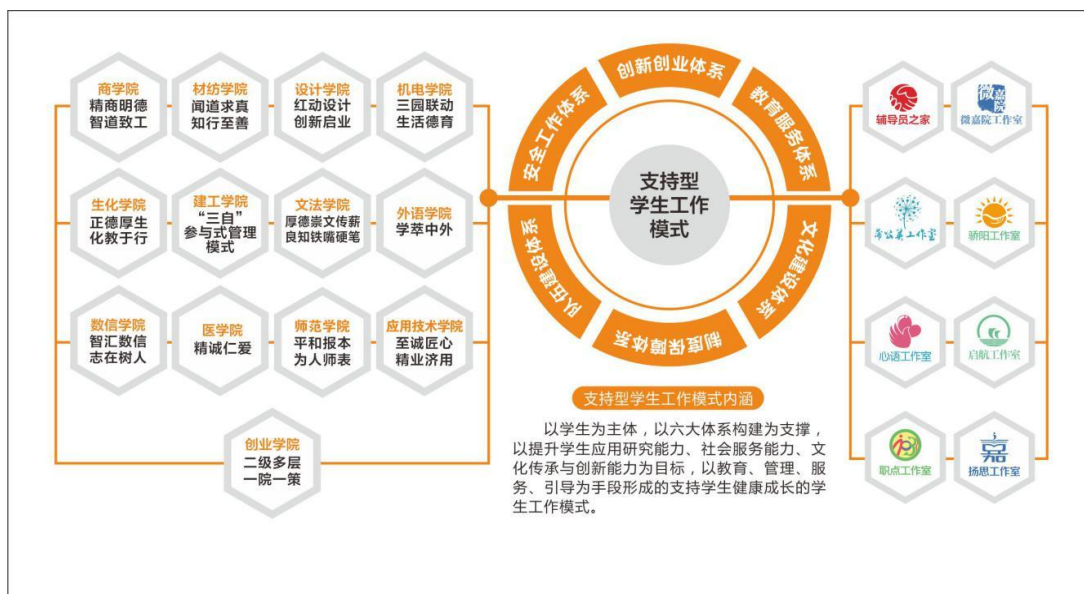 商学院
精商明德
智道致工
材纺学院
闻道求真
知行至善
设计学院
红动设计
创新启业
机电学院
三园联动
生活德育
生化学院
正德厚生
化教于行
建工学院
“三自”
参与式管理
模式
文法学院
厚德崇文传薪
良知铁嘴硬笔
外语学院
学萃中外
数信学院
智汇数信
志在树人
医学院
精诚仁爱
师范学院
平和报本
为人师表
应用技术学院
至诚匠心
精业济用
创业学院
二级多层
一院一策
安全工作体系
创新创业体系
教育服务体系
文化建设体系
制度保障体系
队伍建设体系
支持型
学生工作
模式
支持型学生工作模式内涵
以学生为主体，以六大体系构建为支撑，
以提升学生应用研究能力、社会服务能力、文
化传承与创新能力为目标，以教育、管理、服
务、引导为手段形成的支持学生健康成长的学
生工作模式。
辅导员之家
微嘉院工作室
蒲公英工作室
骄阳工作室
心语工作室
启航工作室
职点工作室
嘉
扬思工作室